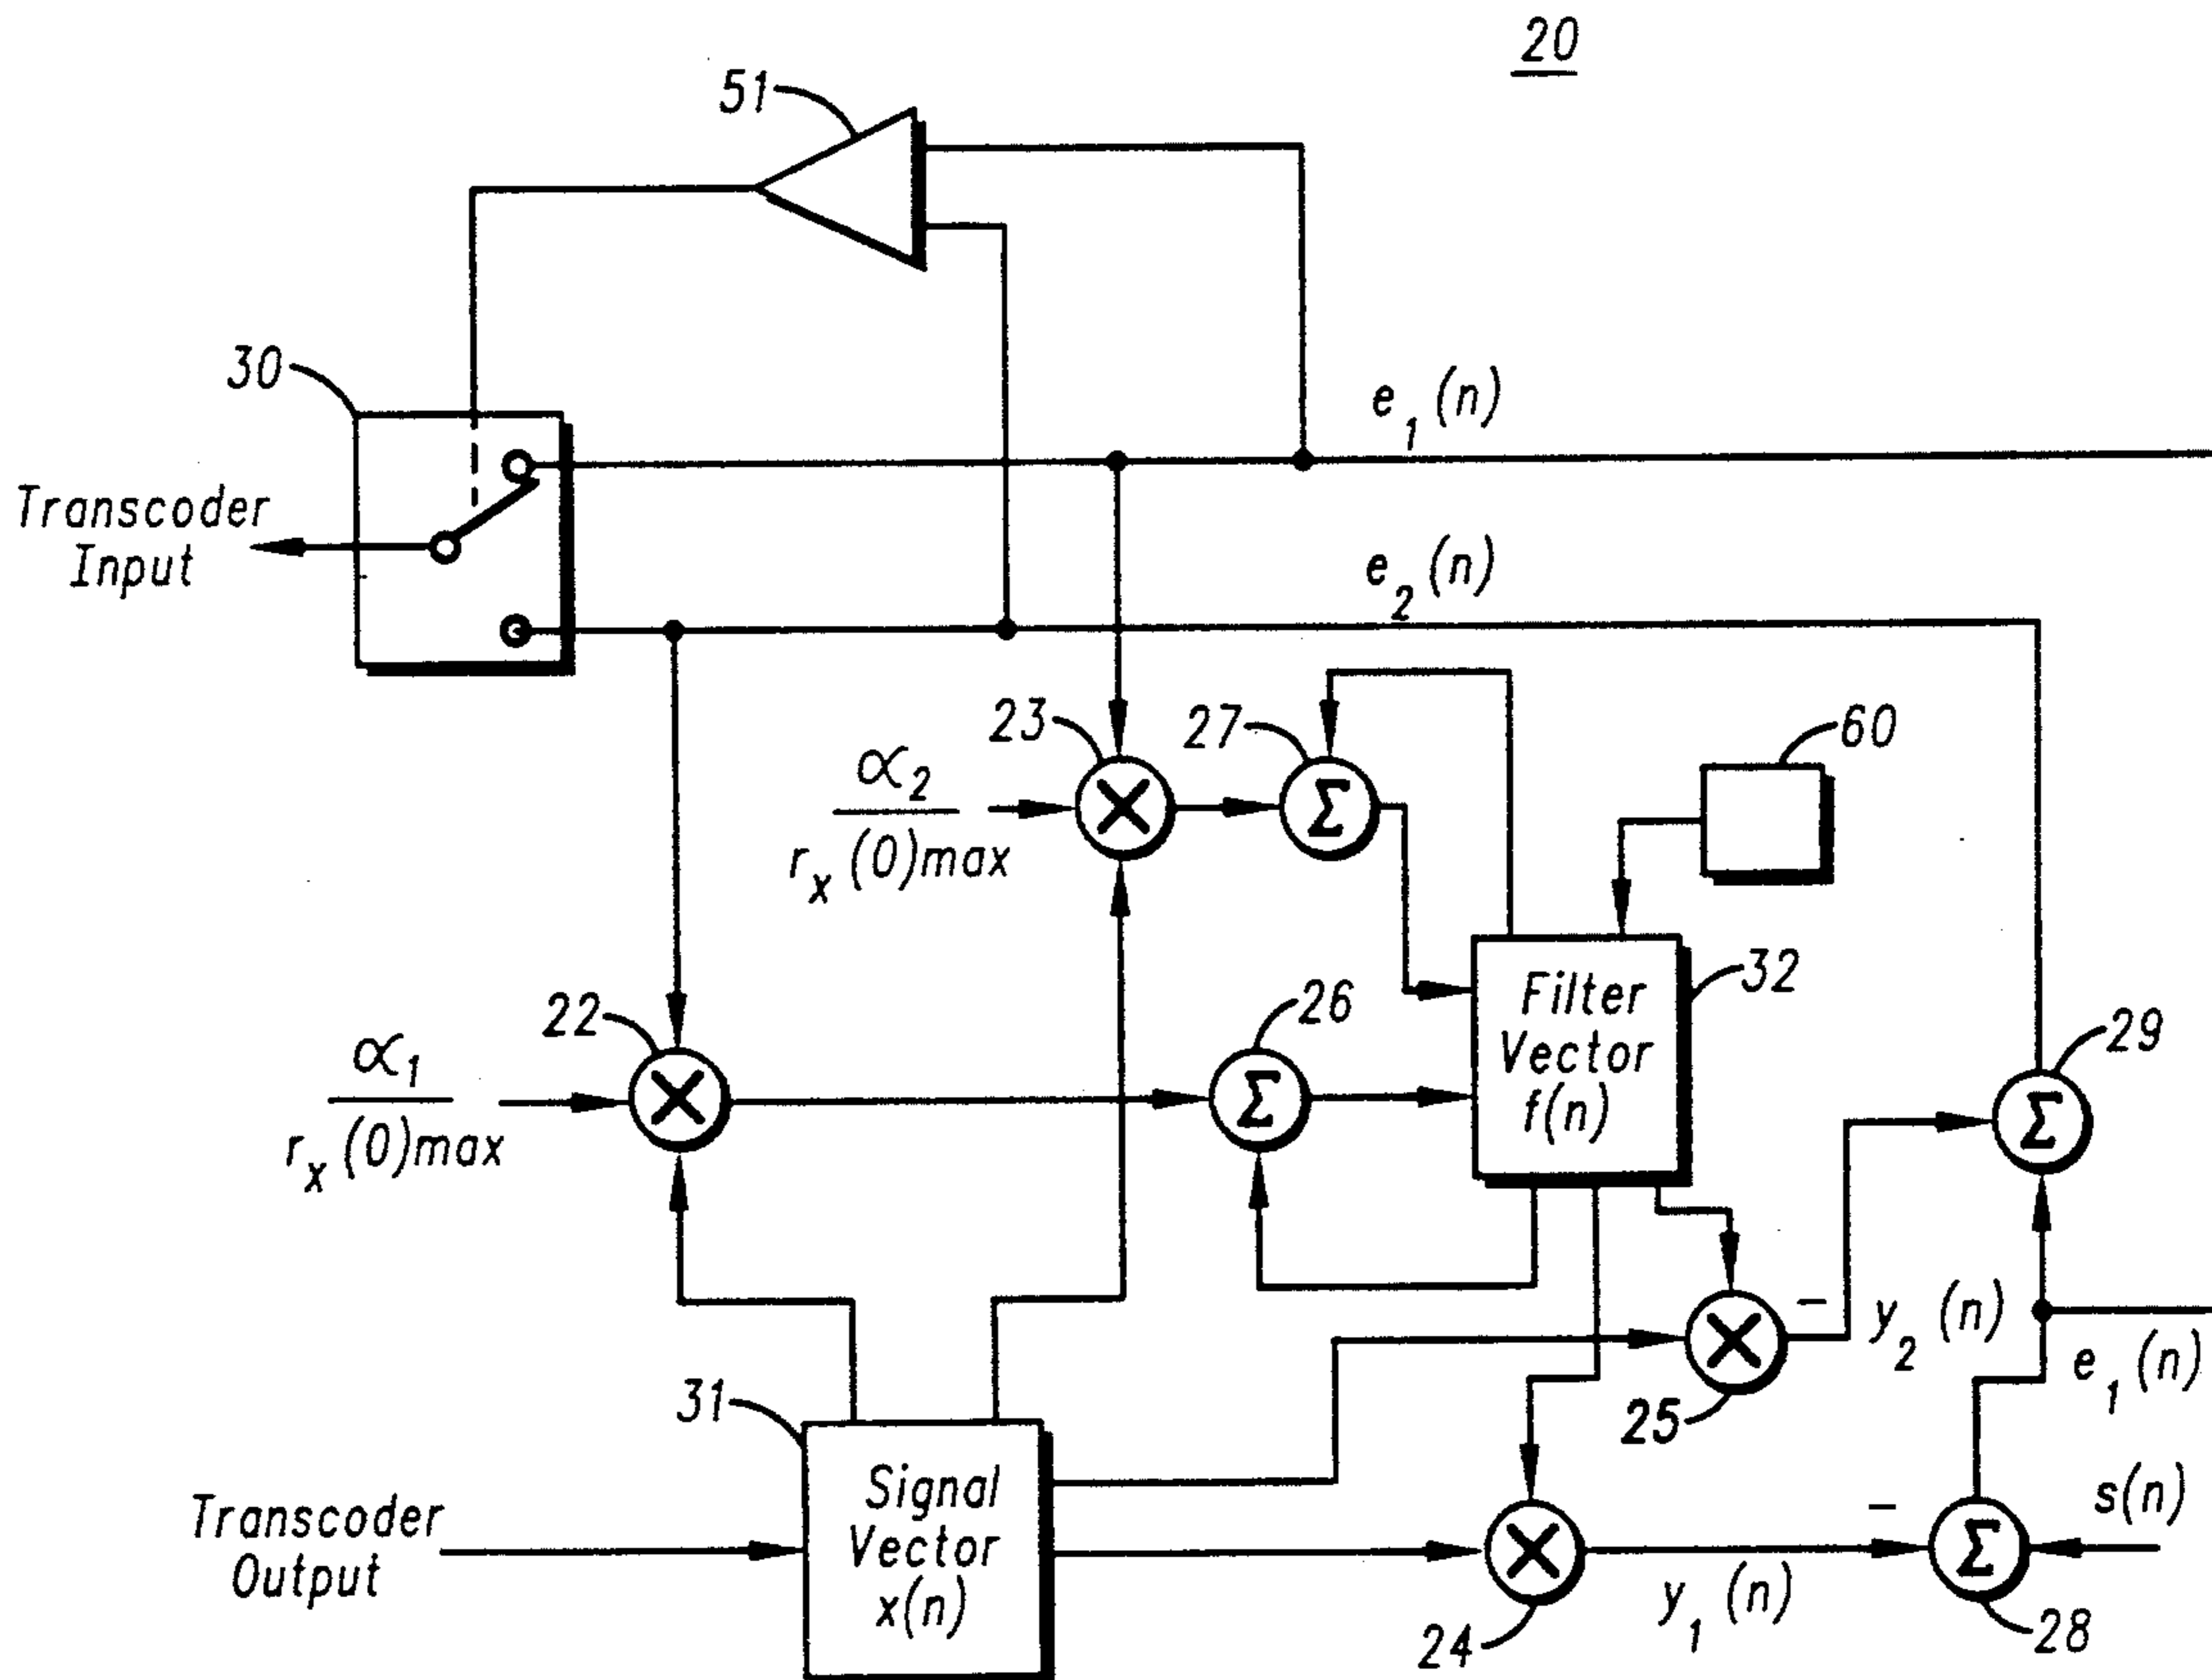 20
51
30
e₁(n)
Transcoder
Input
e₂(n)
23
27
60
α₂
rₓ(0)max
22
26
32
Filter
Vector
f(n)
29
α₁
rₓ(0)max
- y₂(n)
e₁(n)
31
25
Signal
Vector
x(n)
- s(n)
Transcoder
Output
y₁(n)
24
28